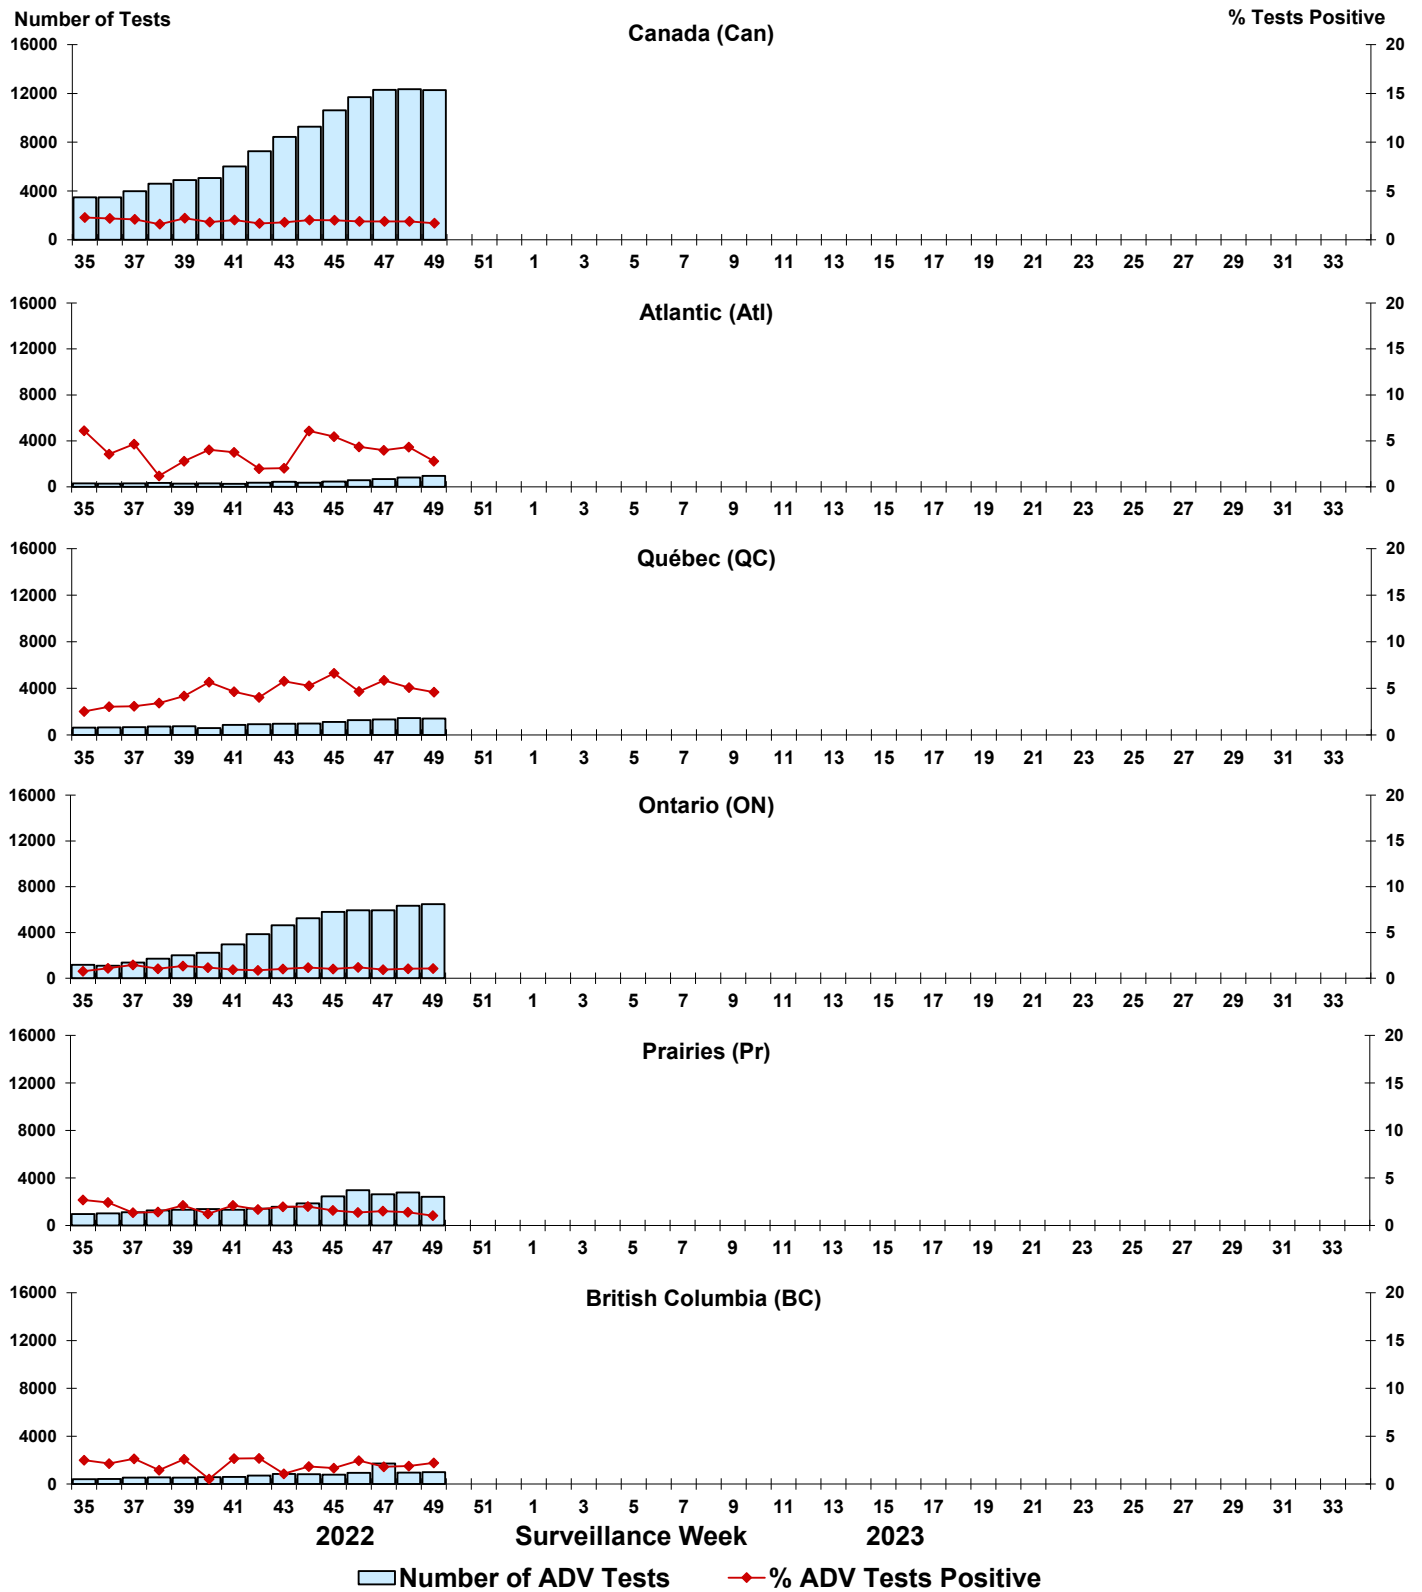 Number of Tests
% Tests Positive
Canada (Can)
16000 20
12000 15
8000 10
4000 5
0 0
35 37 39 41 43 45 47 49 51 1 3 5 7 9 11 13 15 17 19 21 23 25 27 29 31 33
Atlantic (Atl)
16000 20
12000 15
8000 10
4000 5
0 0
35 37 39 41 43 45 47 49 51 1 3 5 7 9 11 13 15 17 19 21 23 25 27 29 31 33
Québec (QC)
16000 20
12000 15
8000 10
4000 5
0 0
35 37 39 41 43 45 47 49 51 1 3 5 7 9 11 13 15 17 19 21 23 25 27 29 31 33
Ontario (ON)
16000 20
12000 15
8000 10
4000 5
0 0
35 37 39 41 43 45 47 49 51 1 3 5 7 9 11 13 15 17 19 21 23 25 27 29 31 33
Prairies (Pr)
16000 20
12000 15
8000 10
4000 5
0 0
35 37 39 41 43 45 47 49 51 1 3 5 7 9 11 13 15 17 19 21 23 25 27 29 31 33
British Columbia (BC)
16000 20
12000 15
8000 10
4000 5
0 0
35 37 39 41 43 45 47 49 51 1 3 5 7 9 11 13 15 17 19 21 23 25 27 29 31 33
2022 Surveillance Week 2023
Number of ADV Tests % ADV Tests Positive